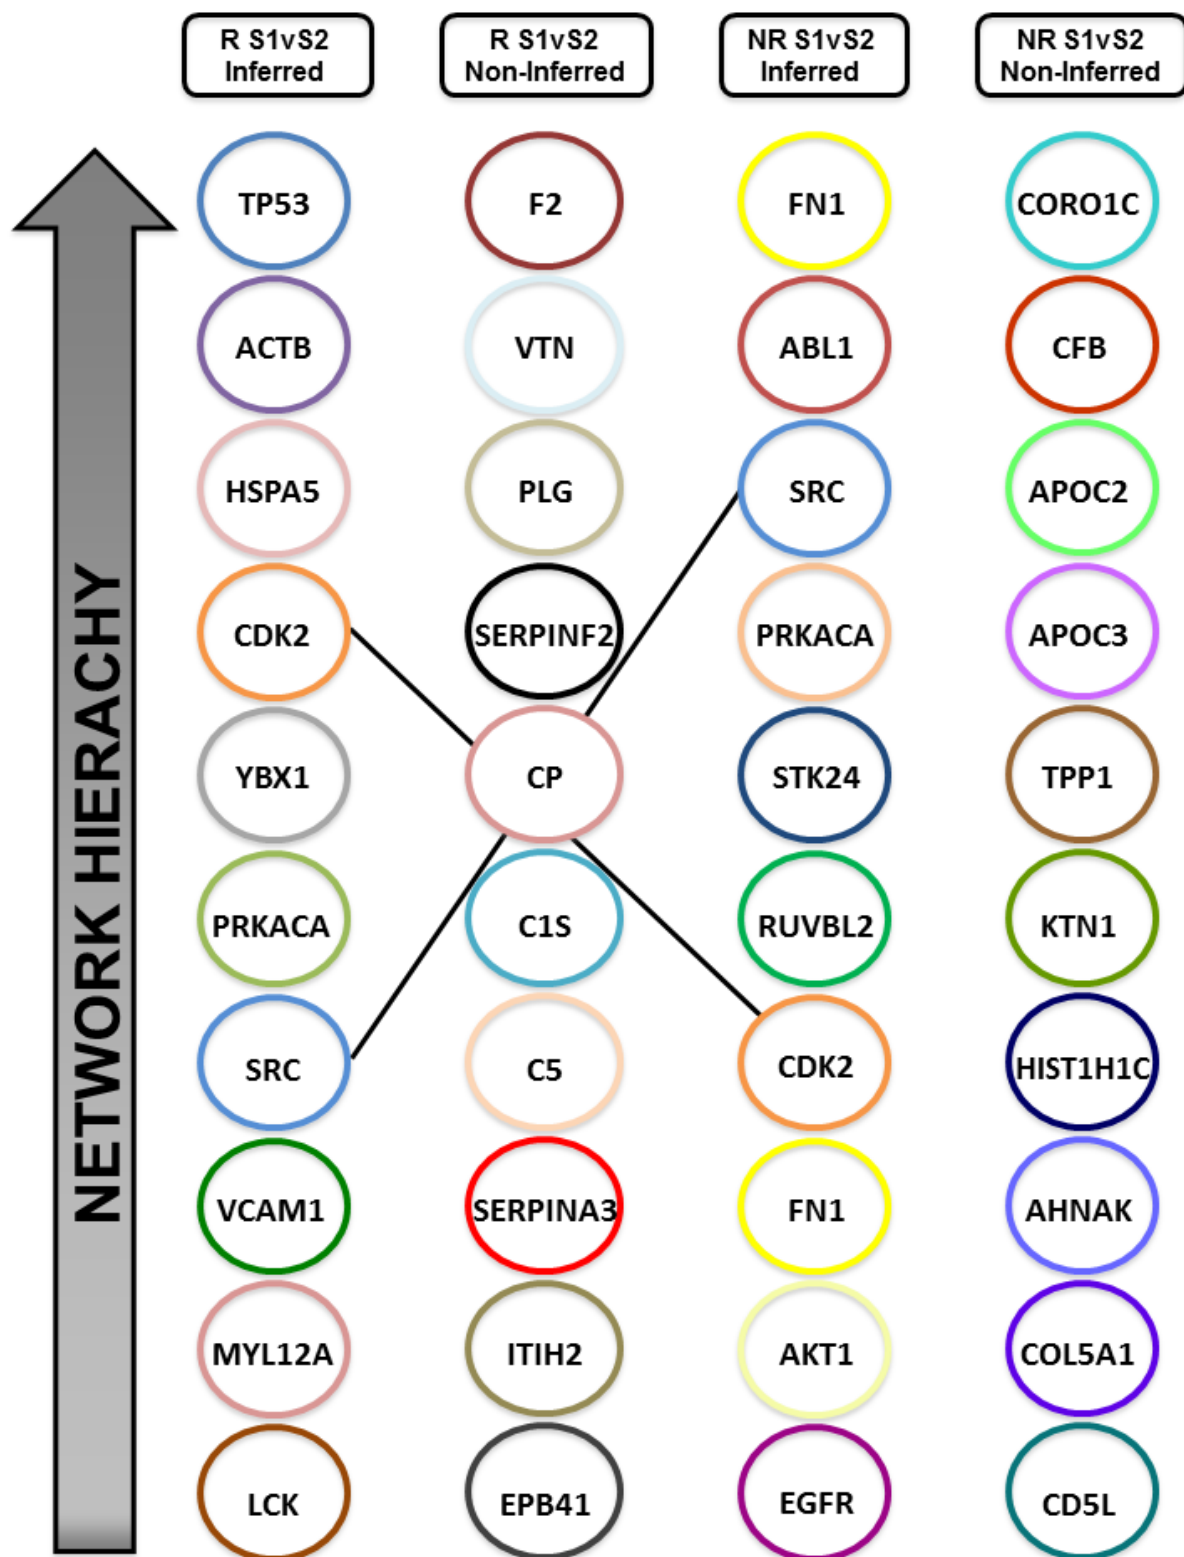 R S1vS2
Inferred
R S1vS2
Non-Inferred
NR S1vS2
Inferred
NR S1vS2
Non-Inferred
NETWORK HIERACHY
TP53
F2
FN1
CORO1C
ACTB
VTN
ABL1
CFB
HSPA5
PLG
SRC
APOC2
CDK2
SERPINF2
PRKACA
APOC3
YBX1
CP
STK24
TPP1
PRKACA
C1S
RUVBL2
KTN1
SRC
C5
CDK2
HIST1H1C
VCAM1
SERPINA3
FN1
AHNAK
MYL12A
ITIH2
AKT1
COL5A1
LCK
EPB41
EGFR
CD5L